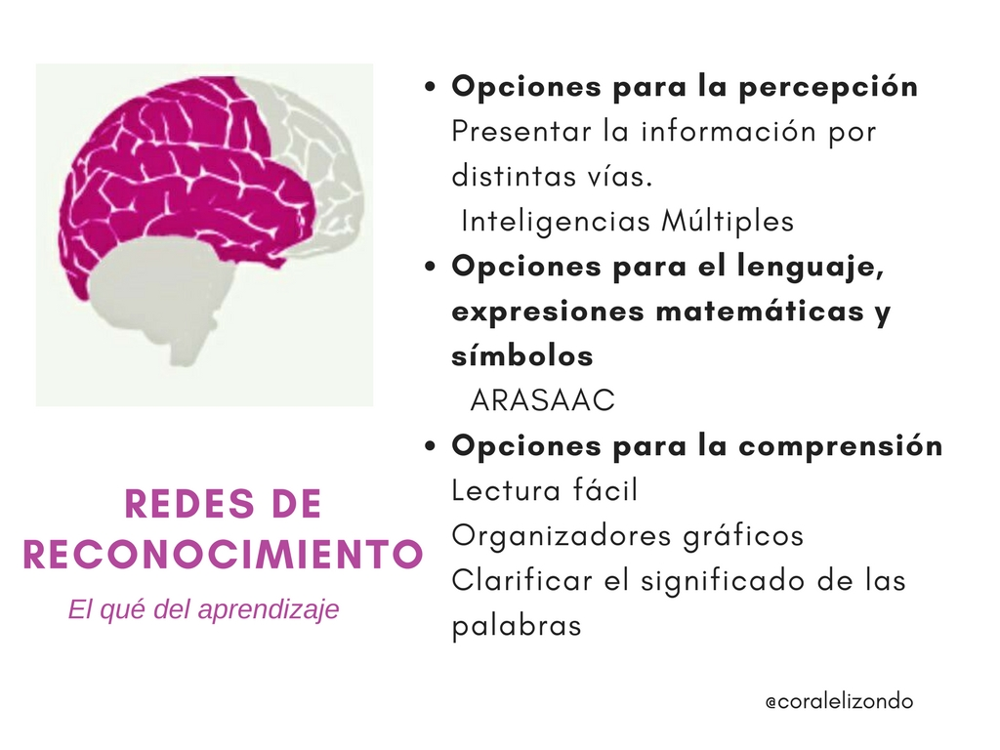 • Opciones para la percepción
Presentar la información por
distintas vías.
Inteligencias Múltiples
• Opciones para el lenguaje,
expresiones matemáticas y
símbolos
ARASAAC
• Opciones para la comprensión
Lectura fácil
Organizadores gráficos
Clarificar el significado de las
palabras
REDES DE
RECONOCIMIENTO
El qué del aprendizaje
@coralelizondo